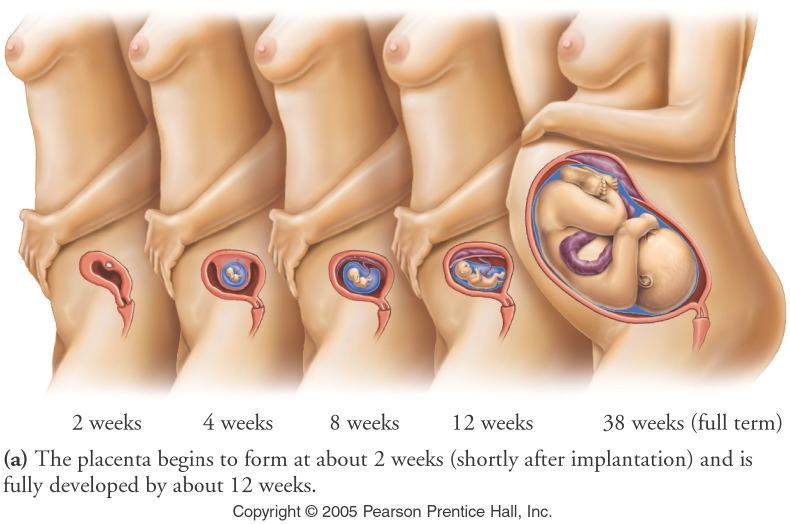 2 weeks 4 weeks 8 weeks 12 weeks 38 weeks (full term)
(a) The placenta begins to form at about 2 weeks (shortly after implantation) and is
fully developed by about 12 weeks.
Copyright © 2005 Pearson Prentice Hall, Inc.